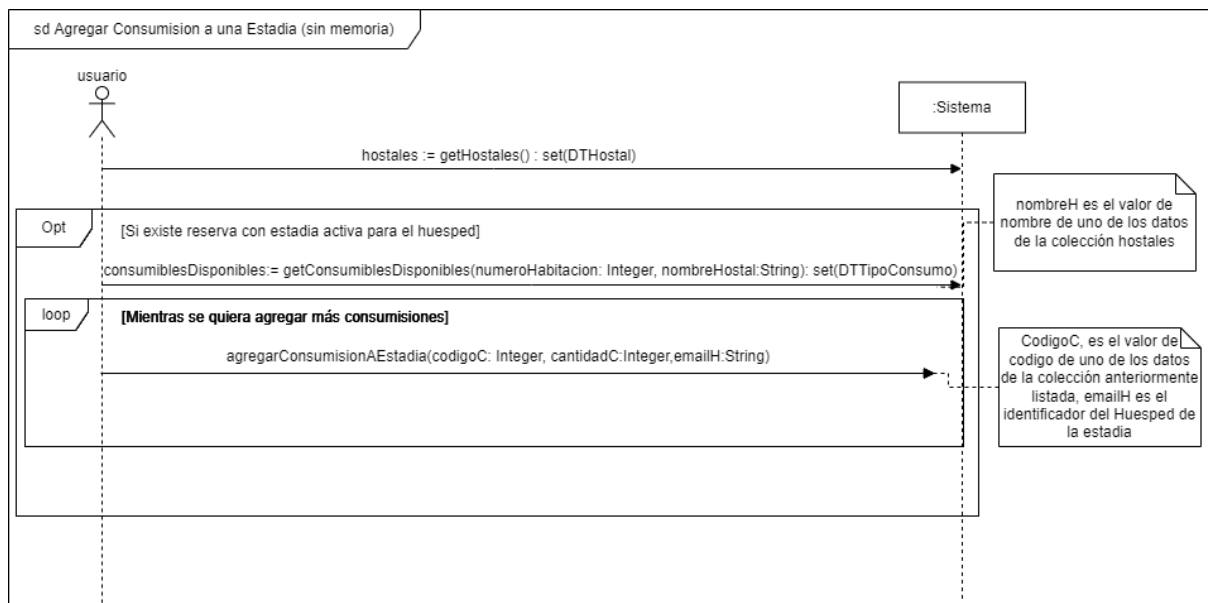 sd Agregar Consumision a una Estadia (sin memoria)
usuario
:Sistema
hostales := getHostales() : set(DTHostal)
nombreH es el valor de
nombre de uno de los datos
de la colección hostales
Opt
[Si existe reserva con estadia activa para el huesped]
consumiblesDisponibles:= getConsumiblesDisponibles(numeroHabitacion: Integer, nombreHostal:String): set(DTTipoConsumo)
loop
[Mientras se quiera agregar más consumisiones]
agregarConsumisionAEstadia(codigoC: Integer, cantidadC:Integer,emailH:String)
CodigoC, es el valor de
codigo de uno de los datos
de la colección anteriormente
listada, emailH es el
identificador del Huesped de
la estadia